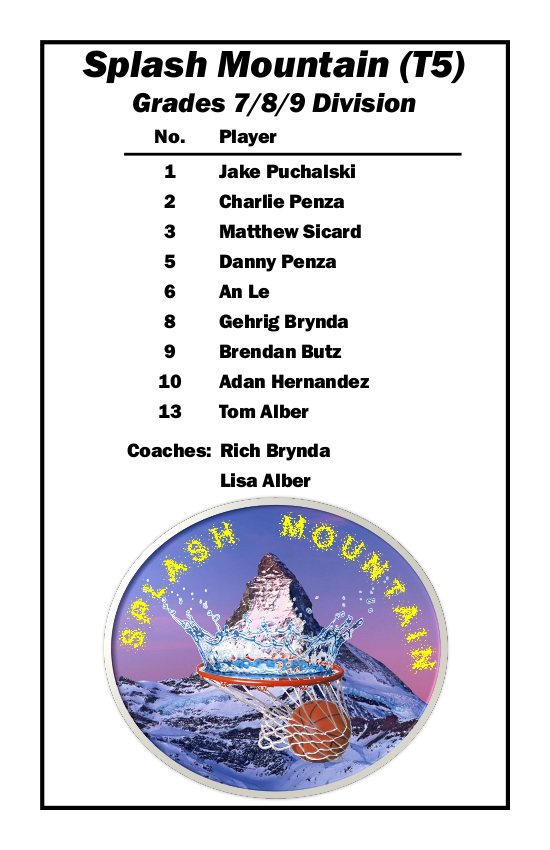 Splash Mountain (T5)
Grades 7/8/9 Division
No. Player
1 Jake Puchalski
2 Charlie Penza
3 Matthew Sicard
5 Danny Penza
6 An Le
8 Gehrig Brynda
9 Brendan Butz
10 Adan Hernandez
13 Tom Alber
Coaches: Rich Brynda
Lisa Alber
SPLASH MOUNTAIN